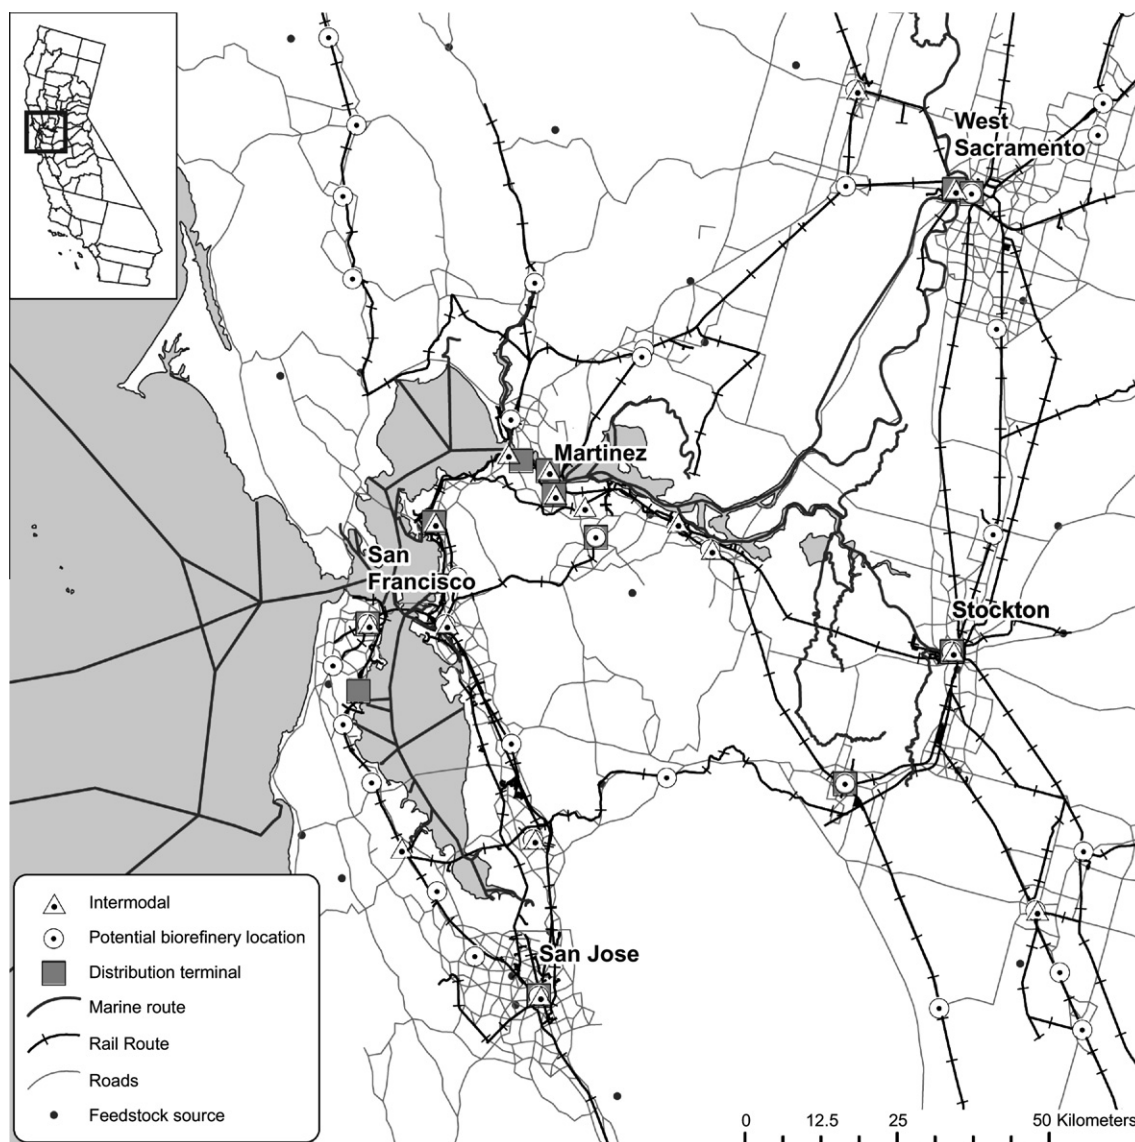 West
Sacramento
Martinez
San
Francisco
Stockton
San Jose
Intermodal
Potential biorefinery location
Distribution terminal
Marine route
Rail Route
Roads
Feedstock source
0 12.5 25 50 Kilometers